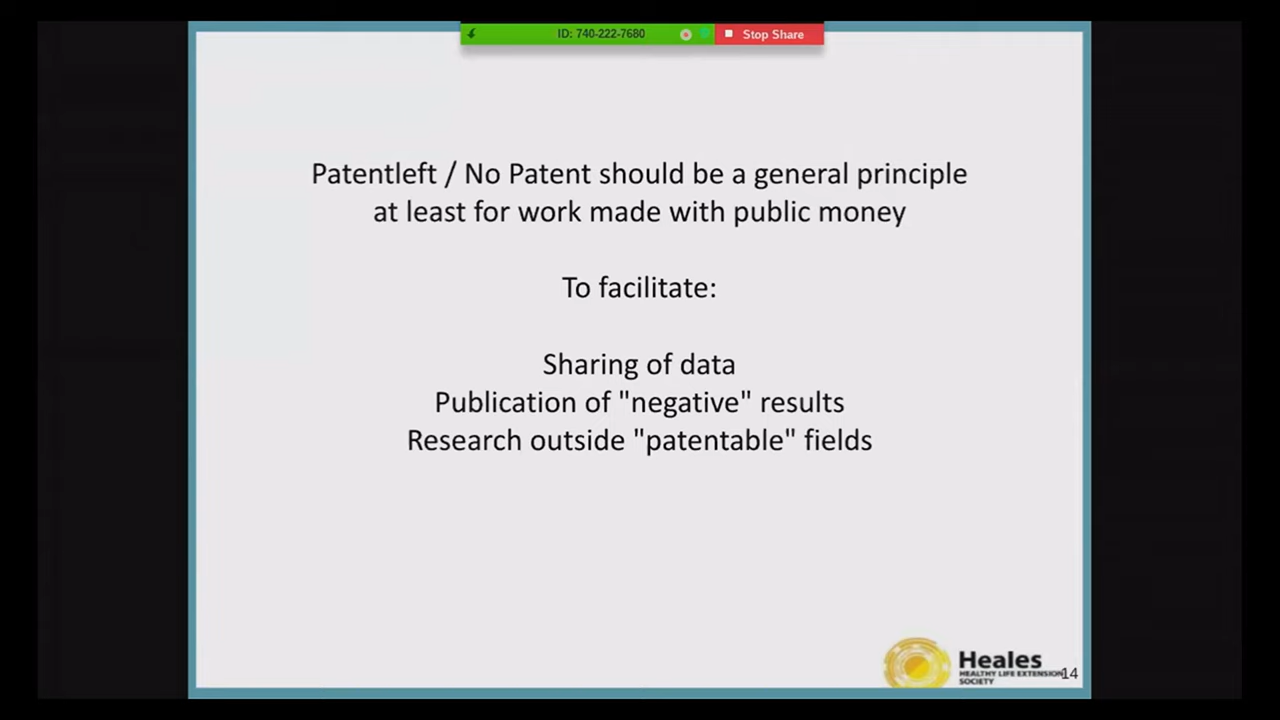 ID: 740-222-7680
Stop Share
Patentleft / No Patent should be a general principle
at least for work made with public money
To facilitate:
Sharing of data
Publication of "negative" results
Research outside "patentable" fields
Heales
HEALTHY LIFE EXTENSION
SOCIETY
14